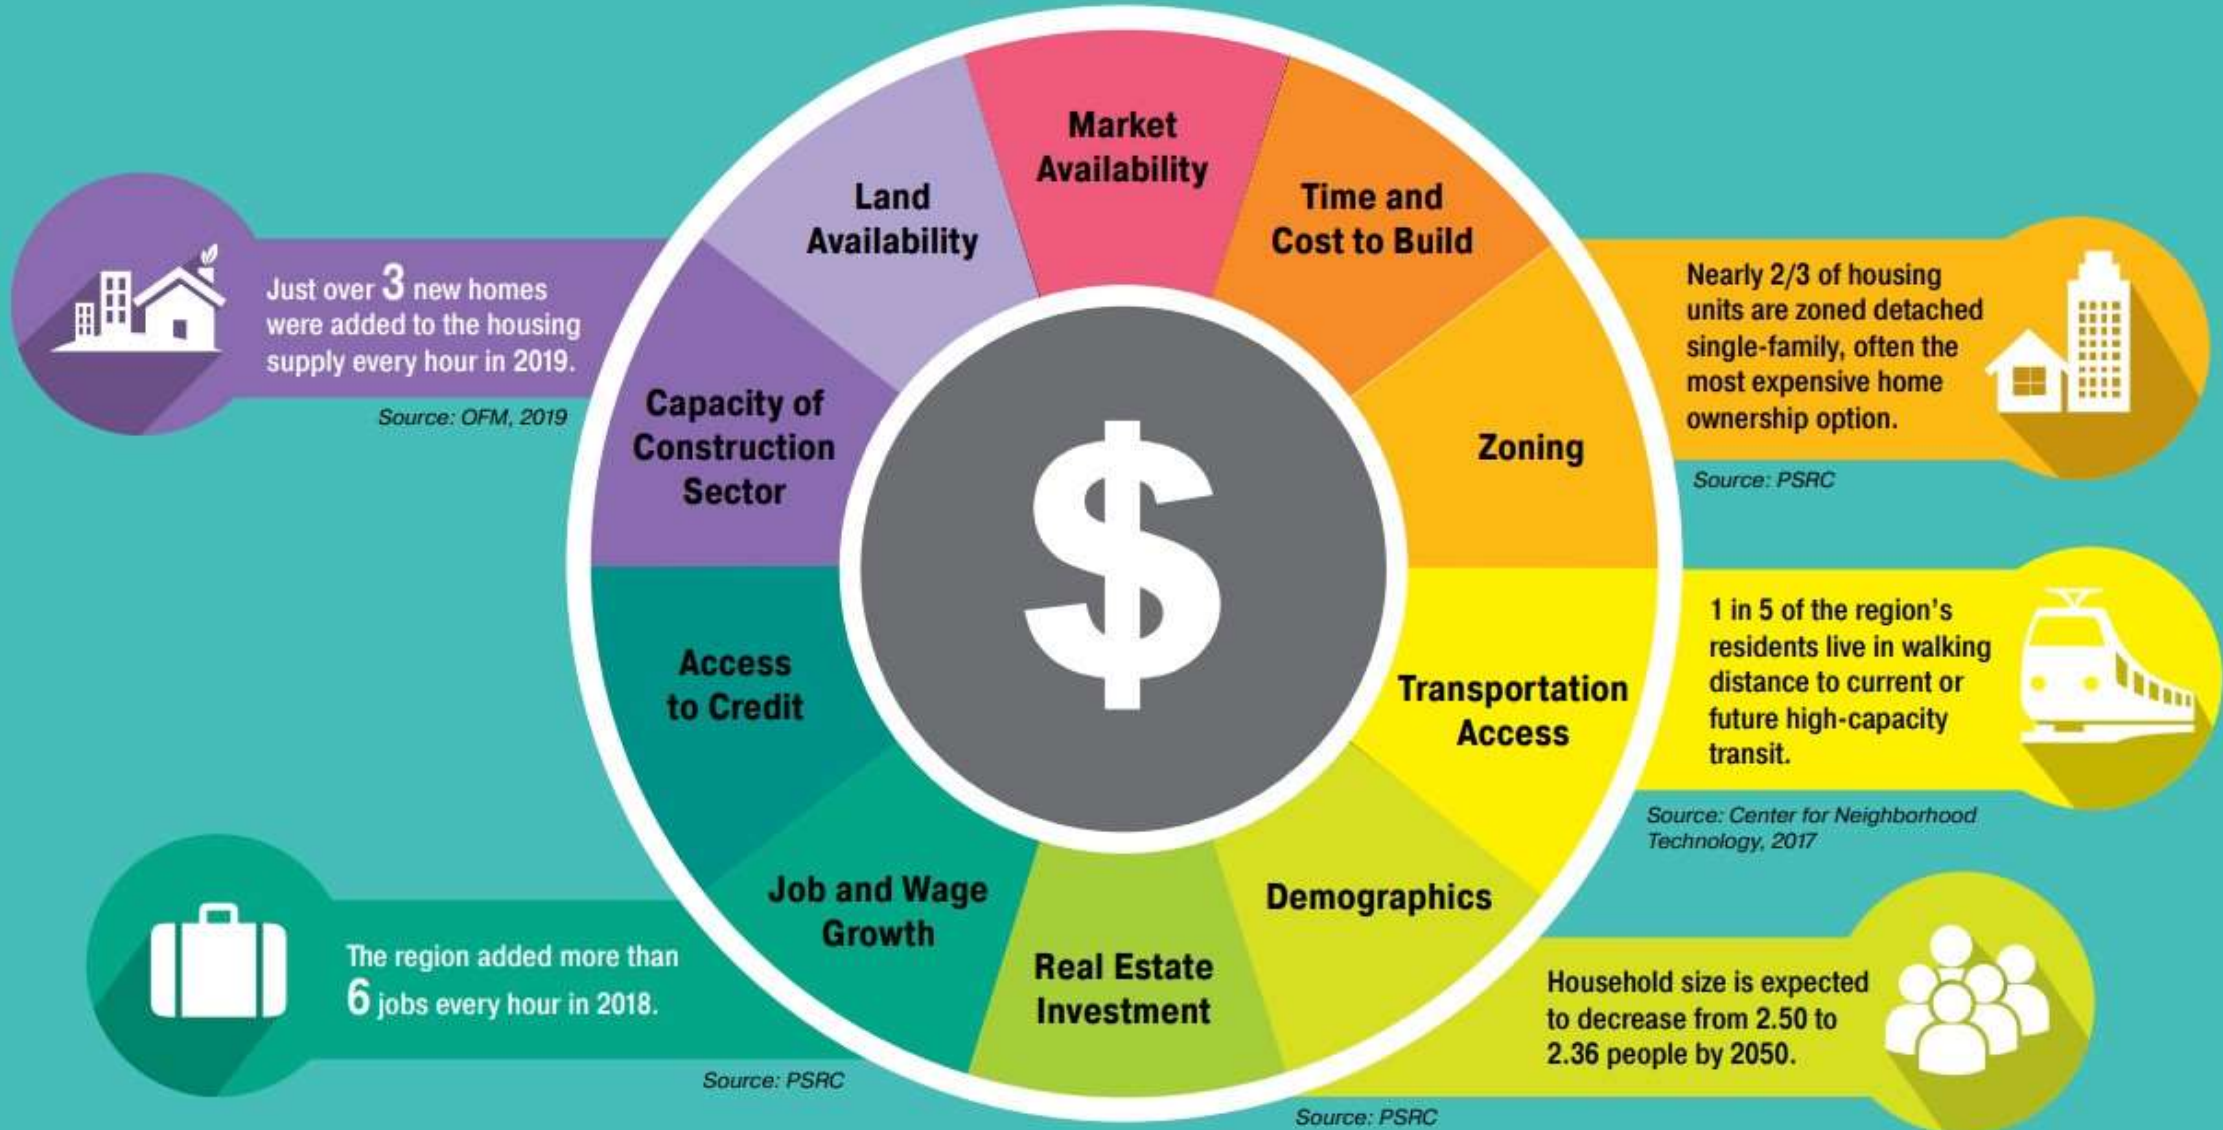 Market
Availability
Time and
Cost to Build
Zoning
Transportation
Access
Demographics
Real Estate
Investment
Job and Wage
Growth
Access
to Credit
Capacity of
Construction
Sector
Land
Availability
$
Just over 3 new homes
were added to the housing
supply every hour in 2019.
Source: OFM, 2019
Nearly 2/3 of housing
units are zoned detached
single-family, often the
most expensive home
ownership option.
Source: PSRC
1 in 5 of the region's
residents live in walking
distance to current or
future high-capacity
transit.
Source: Center for Neighborhood
Technology, 2017
Household size is expected
to decrease from 2.50 to
2.36 people by 2050.
Source: PSRC
The region added more than
6 jobs every hour in 2018.
Source: PSRC